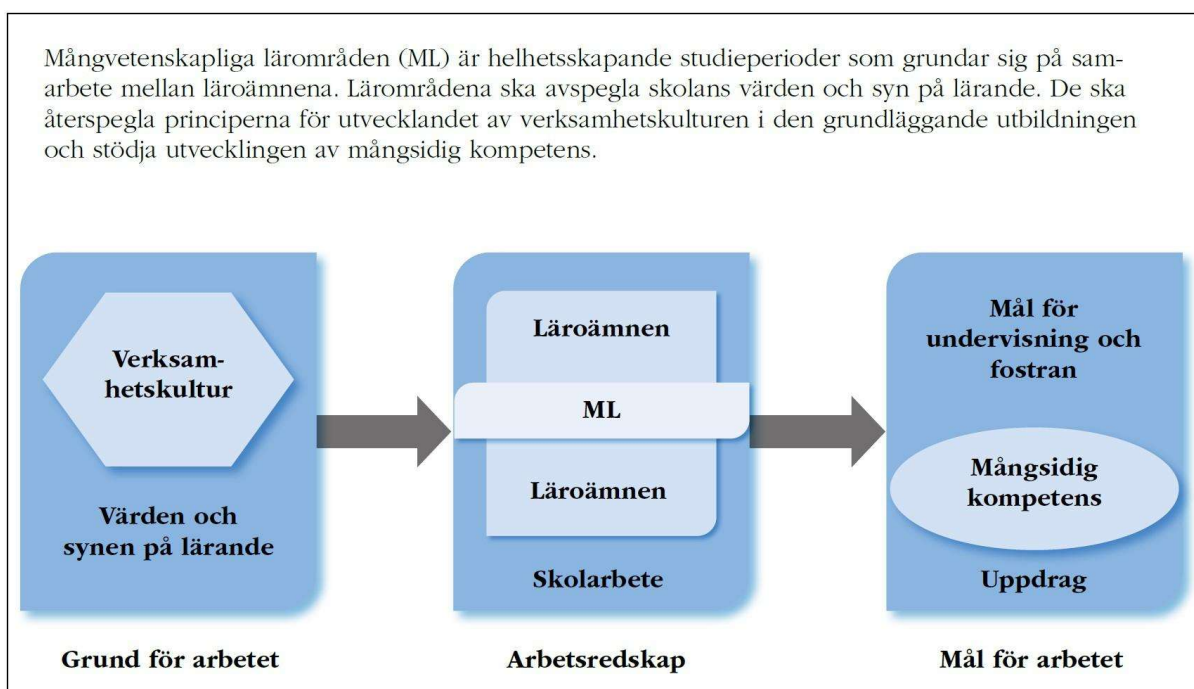 Mångvetenskapliga lärområden (ML) är helhetsskapande studieperioder som grundar sig på sam-
arbete mellan läroämnena. Lärområdena ska avspegla skolans värden och syn på lärande. De ska
återspegla principerna för utvecklandet av verksamhetskulturen i den grundläggande utbildningen
och stödja utvecklingen av mångsidig kompetens.
Verksam-
hetskultur
Värden och
synen på lärande
Grund för arbetet
Läroämnen
ML
Läroämnen
Skolarbete
Arbetsredskap
Mål för
undervisning och
fostran
Mångsidig
kompetens
Uppdrag
Mål för arbetet